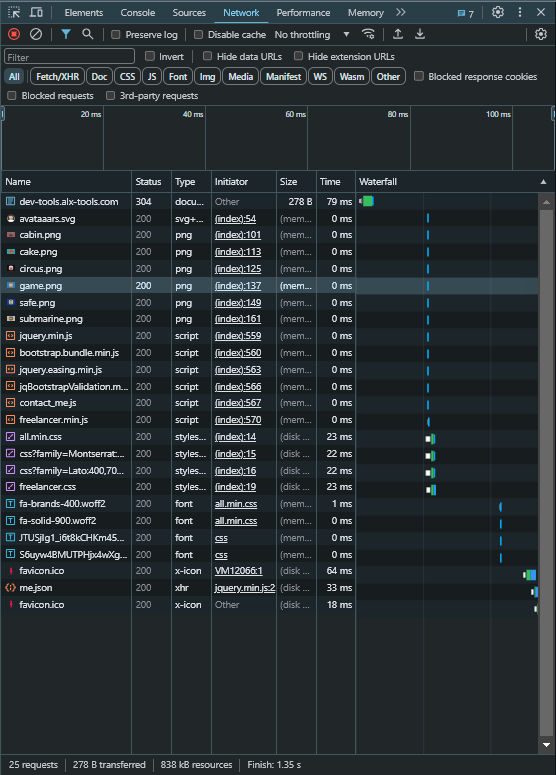 Elements Console Sources Network Performance Memory 7
Preserve log Disable cache No throttling
Filter Invert Hide data URLs Hide extension URLs
All Fetch/XHR Doc CSS JS Font Img Media Manifest WS Wasm Other Blocked response cookies
Blocked requests 3rd-party requests
20 ms 40 ms 60 ms 80 ms 100 ms
Name Status Type Initiator Size Time Waterfall
dev-tools.alx-tools.com 304 docu... Other 278 B 79 ms
avataaars.svg 200 svg+... (index):54 (mem... 0 ms
cabin.png 200 png (index):101 (mem... 0 ms
cake.png 200 png (index):113 (mem... 0 ms
circus.png 200 png (index):125 (mem... 0 ms
game.png 200 png (index):137 (mem... 0 ms
safe.png 200 png (index):149 (mem... 0 ms
submarine.png 200 png (index):161 (mem... 0 ms
jquery.min.js 200 script (index):559 (mem... 0 ms
bootstrap.bundle.min.js 200 script (index):560 (mem... 0 ms
jquery.easing.min.js 200 script (index):563 (mem... 0 ms
jqBootstrapValidation.m... 200 script (index):566 (mem... 0 ms
contact_me.js 200 script (index):567 (mem... 0 ms
freelancer.min.js 200 script (index):570 (mem... 0 ms
all.min.css 200 styles... (index):14 (disk ... 23 ms
css?family=Montserrat:... 200 styles... (index):15 (disk ... 22 ms
css?family=Lato:400,70... 200 styles... (index):16 (disk ... 22 ms
freelancer.css 200 styles... (index):19 (disk ... 23 ms
fa-brands-400.woff2 200 font all.min.css (mem... 1 ms
fa-solid-900.woff2 200 font all.min.css (mem... 0 ms
JTUSjIg1_i6t8kCHKm45... 200 font css (mem... 0 ms
S6uyw4BMUTPHjx4wXg... 200 font css (mem... 0 ms
favicon.ico 200 x-icon VM12066:1 (disk ... 64 ms
me.json 200 xhr jquery.min.js:2 (disk ... 33 ms
favicon.ico 200 x-icon Other (disk ... 18 ms
25 requests 278 B transferred 838 kB resources Finish: 1.35 s